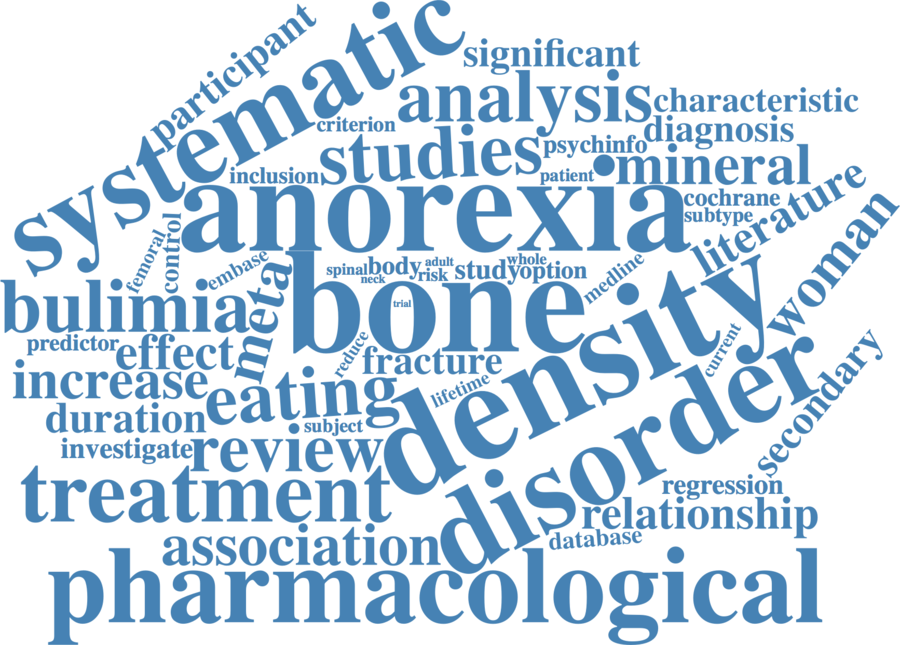 participant
systematic
significant
analysis
characteristic
criterion
diagnosis
studies
psychinfo
mineral
inclusion
patient
anorexia
cochrane
subtype
literature
woman
femoral
control
embase
meta
spinal
body
adult
risk
study
whole
option
neck
medline
bulimia
bone
trial
density
predictor
effect
reduce
fracture
current
increase
eating
lifetime
disorder
secondary
duration
subject
investigate
review
treatment
regression
relationship
association
database
pharmacological